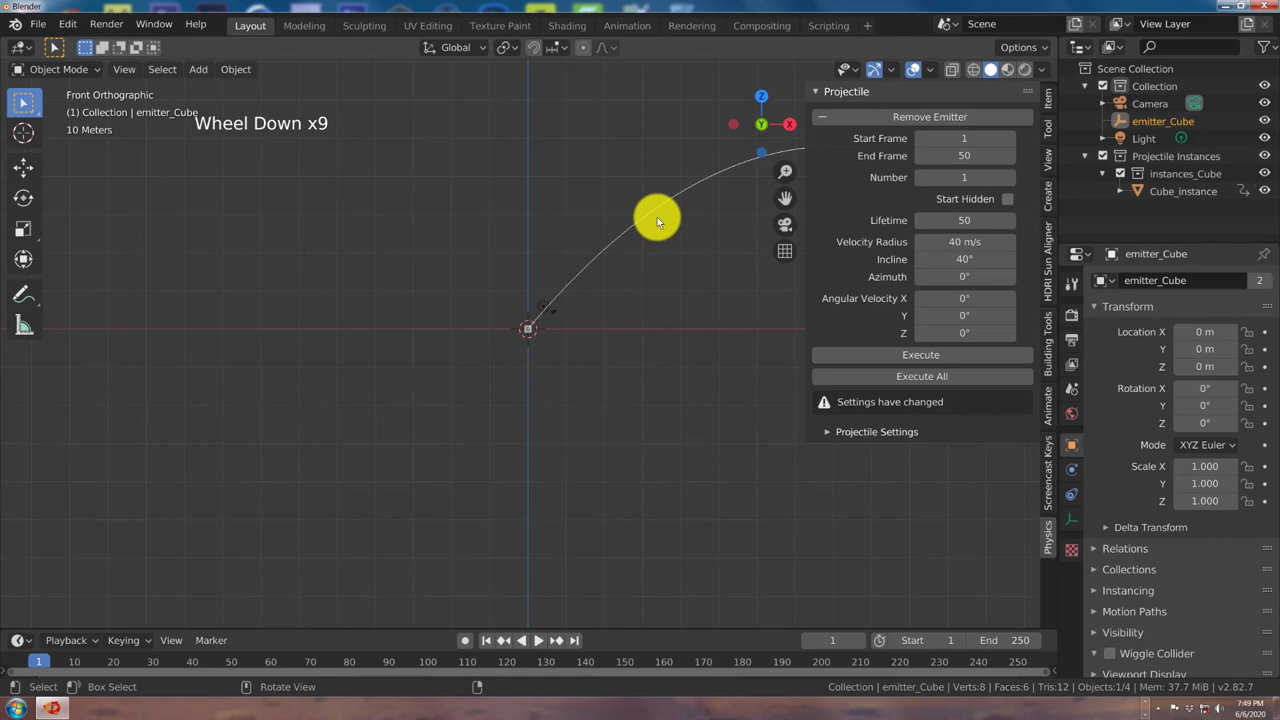 Blender
File Edit Render Window Help
Layout Modeling Sculpting UV Editing Texture Paint Shading Animation Rendering Compositing Scripting +
Scene
View Layer
Global
Options
Object Mode View Select Add Object
Front Orthographic
(1) Collection | emitter_Cube
10 Meters
Wheel Down x9
Z
Y
X
Projectile
Remove Emitter
Start Frame 1
End Frame 50
Number 1
Start Hidden
Lifetime 50
Velocity Radius 40 m/s
Incline 40°
Azimuth 0°
Angular Velocity X 0°
Y 0°
Z 0°
Execute
Execute All
Settings have changed
Projectile Settings
Item
Tool
View
Create
HDRI Sun Aligner
Building Tools
Animate
Screencast Keys
Physics
Scene Collection
Collection
Camera
emitter_Cube
Light
Projectile Instances
instances_Cube
Cube_instance
emitter_Cube
emitter_Cube 2
Transform
Location X 0 m
Y 0 m
Z 0 m
Rotation X 0°
Y 0°
Z 0°
Mode XYZ Euler
Scale X 1.000
Y 1.000
Z 1.000
Delta Transform
Relations
Collections
Instancing
Motion Paths
Visibility
Wiggle Collider
Viewport Display
Playback Keying View Marker
1 Start 1 End 250
1 10 20 30 40 50 60 70 80 90 100 110 120 130 140 150 160 170 180 190 200 210 220 230 240 250
Select Box Select Rotate View
Collection | emitter_Cube | Verts:8 | Faces:6 | Tris:12 | Objects:1/4 | Mem: 37.7 MiB | v2.82.7
7:49 PM
6/6/2020